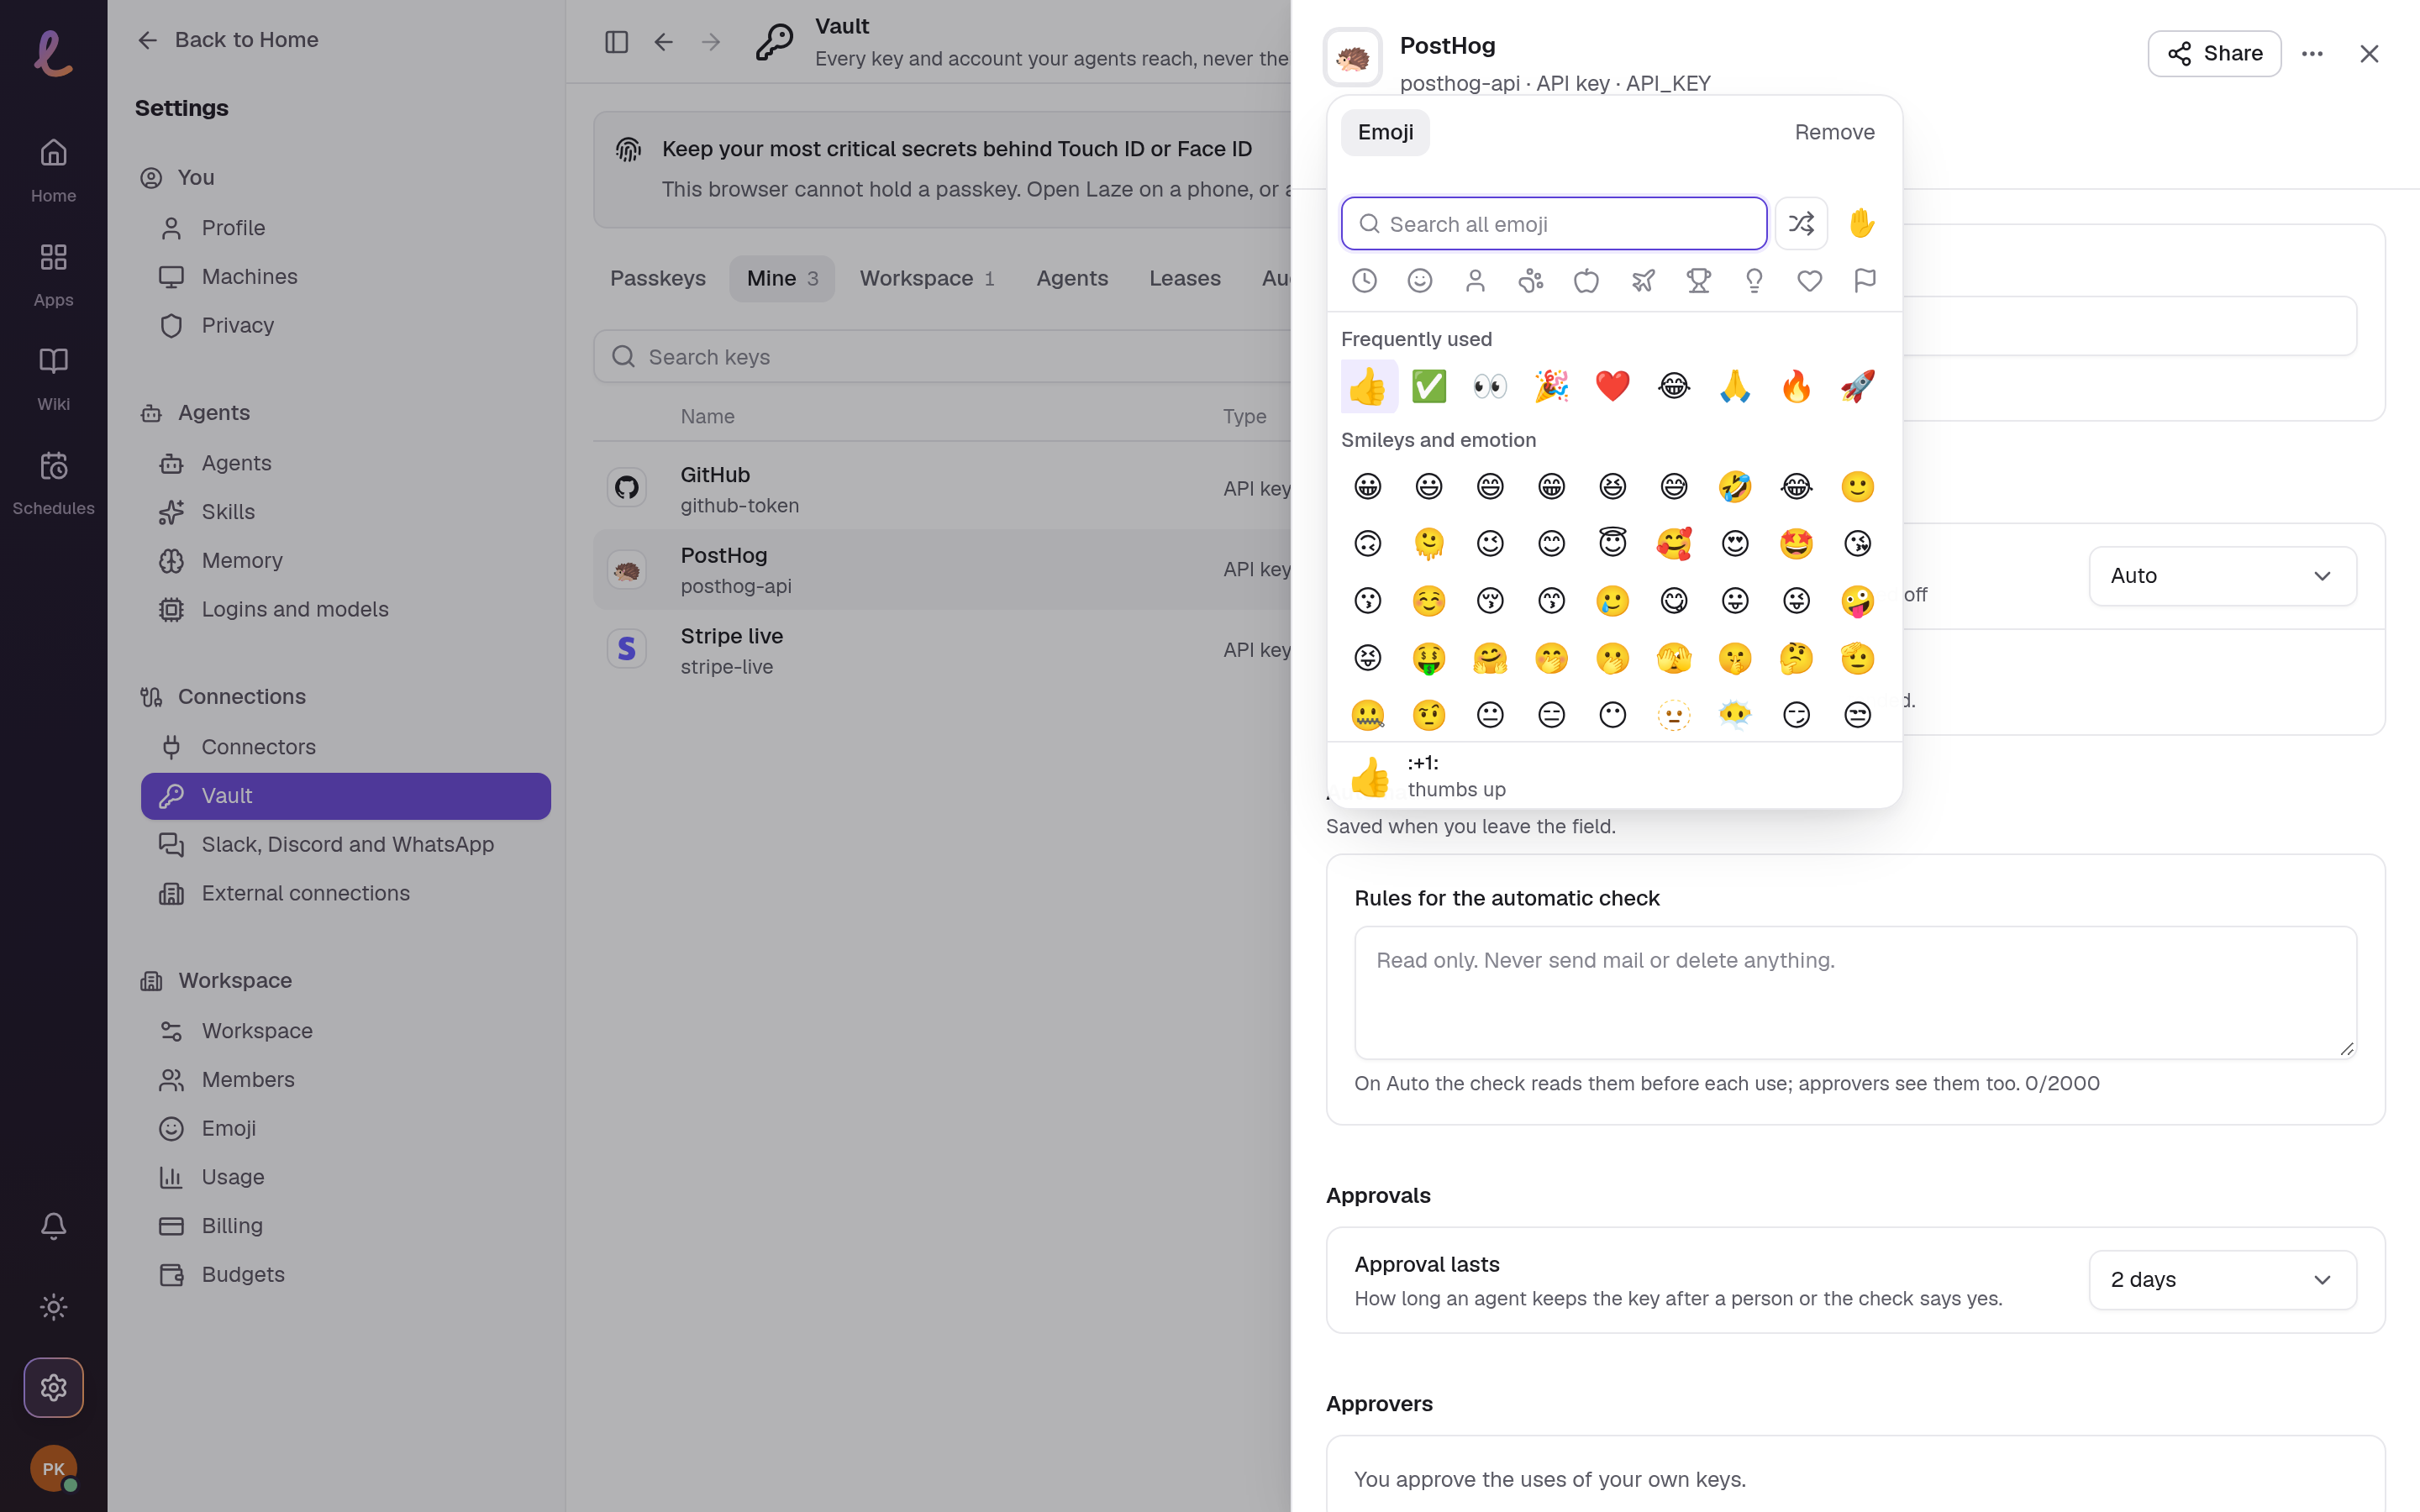 Back to Home
Settings
You
Profile
Machines
Privacy
Agents
Agents
Skills
Memory
Logins and models
Connections
Connectors
Vault
Slack, Discord and WhatsApp
External connections
Workspace
Workspace
Members
Emoji
Usage
Billing
Budgets
Home
Apps
Wiki
Schedules
PK
Vault
Every key and account your agents reach, never the
Keep your most critical secrets behind Touch ID or Face ID
This browser cannot hold a passkey. Open Laze on a phone, or a
Passkeys Mine 3 Workspace 1 Agents Leases
Search keys
Name Type
GitHub
github-token API key
PostHog
posthog-api API key
Stripe live
stripe-live API key
PostHog
posthog-api · API key · API_KEY
Share
Emoji Remove
Search all emoji
Frequently used
Smileys and emotion
:+1:
thumbs up
Auto
off
Saved when you leave the field.
Rules for the automatic check
Read only. Never send mail or delete anything.
On Auto the check reads them before each use; approvers see them too. 0/2000
Approvals
Approval lasts
How long an agent keeps the key after a person or the check says yes.
2 days
Approvers
You approve the uses of your own keys.